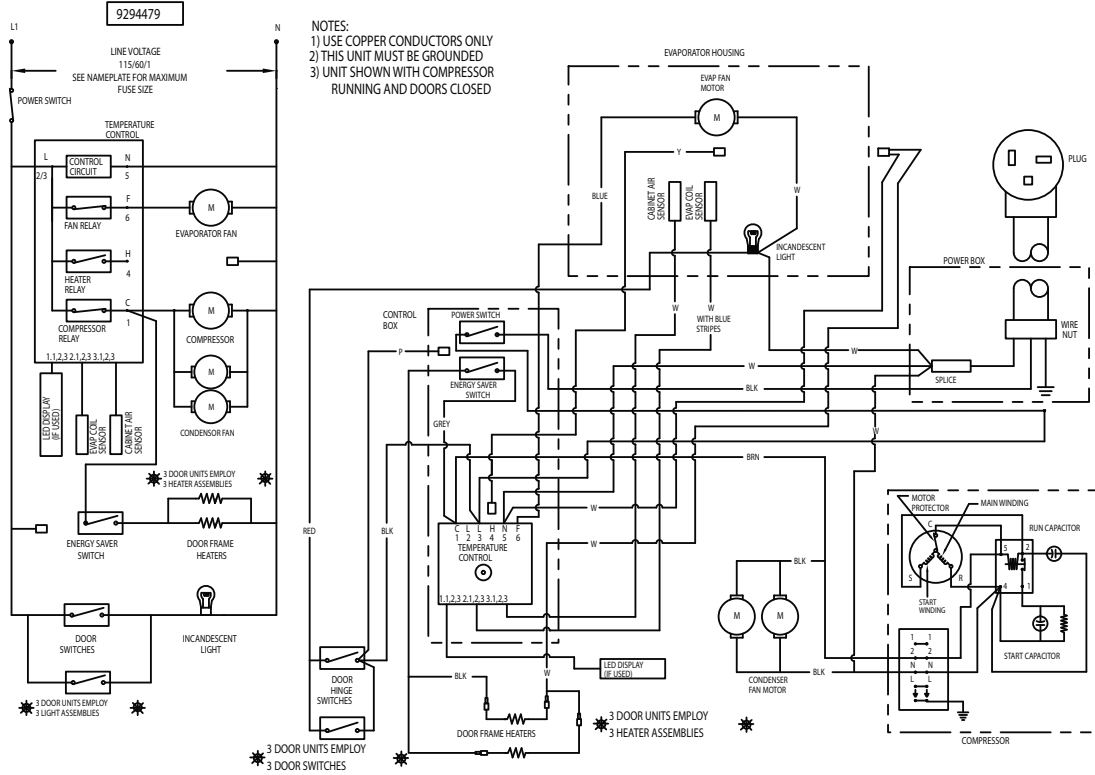 9294479
L1
N
LINE VOLTAGE
115/60/1
SEE NAMEPLATE FOR MAXIMUM
FUSE SIZE
POWER SWITCH
NOTES:
1) USE COPPER CONDUCTORS ONLY
2) THIS UNIT MUST BE GROUNDED
3) UNIT SHOWN WITH COMPRESSOR
RUNNING AND DOORS CLOSED
TEMPERATURE
CONTROL
L
2/3
CONTROL
CIRCUIT
N
5
FAN RELAY
F
6
M
EVAPORATOR FAN
HEATER
RELAY
H
4
COMPRESSOR
RELAY
C
1
M
COMPRESSOR
M
M
CONDENSOR FAN
1.1,2,3 2.1,2,3 3.1,2,3
LED DISPLAY
(IF USED)
EVAP COIL
SENSOR
CABINET AIR
SENSOR
3 DOOR UNITS EMPLOY
3 HEATER ASSEMBLIES
ENERGY SAVER
SWITCH
DOOR FRAME
HEATERS
DOOR
SWITCHES
INCANDESCENT
LIGHT
3 DOOR UNITS EMPLOY
3 LIGHT ASSEMBLIES
EVAPORATOR HOUSING
EVAP FAN
MOTOR
M
Y
BLUE
W
CABINET AIR
SENSOR
EVAP COIL
SENSOR
INCANDESCENT
LIGHT
W
W
WITH BLUE
STRIPES
PLUG
POWER BOX
WIRE
NUT
SPLICE
W
W
BLK
W
BRN
CONTROL
BOX
POWER SWITCH
P
ENERGY SAVER
SWITCH
GREY
RED
BLK
C L L H N F
1 2 3 4 5 6
TEMPERATURE
CONTROL
1.1,2,3 2.1,2,3 3.1,2,3
W
W
BLK
M
M
BLK
CONDENSER
FAN MOTOR
LED DISPLAY
(IF USED)
BLK
W
DOOR FRAME HEATERS
3 DOOR UNITS EMPLOY
3 HEATER ASSEMBLIES
DOOR
HINGE
SWITCHES
3 DOOR UNITS EMPLOY
3 DOOR SWITCHES
MOTOR
PROTECTOR
MAIN WINDING
C
S
R
START
WINDING
RUN CAPACITOR
5
2
4
1
START CAPACITOR
1 1
2 2
N N
L L
COMPRESSOR